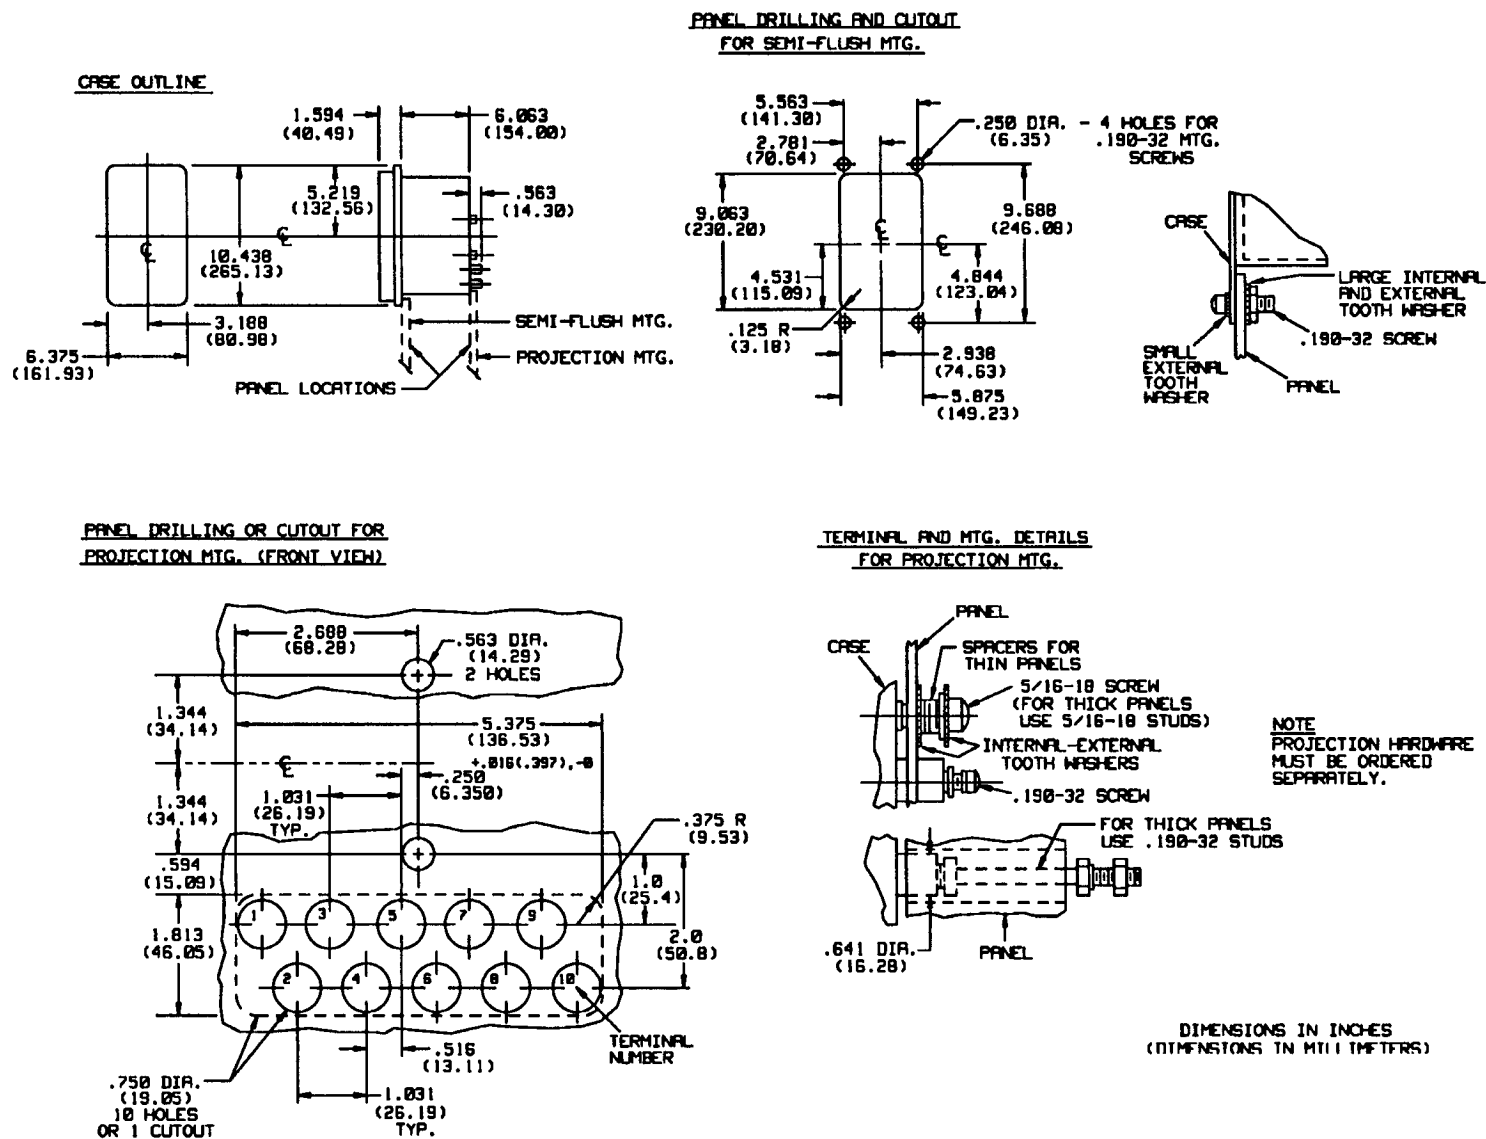 PANEL DRILLING AND CUTOUT
FOR SEMI-FLUSH MTG.
CASE OUTLINE
1.594
(40.49)
6.063
(154.00)
5.219
(132.56)
.563
(14.30)
10.438
(265.13)
3.188
(80.98)
6.375
(161.93)
SEMI-FLUSH MTG.
PROJECTION MTG.
PANEL LOCATIONS
5.563
(141.30)
2.781
(70.64)
.250 DIA. - 4 HOLES FOR
(6.35) .190-32 MTG.
SCREWS
9.063
(230.20)
9.688
(246.08)
4.531
(115.09)
4.844
(123.04)
.125 R
(3.18)
2.938
(74.63)
5.875
(149.23)
CASE
LARGE INTERNAL
AND EXTERNAL
TOOTH WASHER
.190-32 SCREW
SMALL
EXTERNAL
TOOTH
WASHER
PANEL
PANEL DRILLING OR CUTOUT FOR
PROJECTION MTG. (FRONT VIEW)
2.688
(68.28)
.563 DIA.
(14.29)
2 HOLES
1.344
(34.14)
5.375
(136.53)
+.016(.397),-0
.250
(6.350)
1.031
(26.19)
TYP.
1.344
(34.14)
.375 R
(9.53)
.594
(15.09)
1.0
(25.4)
1 3 5 7 9
1.813
(46.05)
2.0
(50.8)
2 4 6 8 10
TERMINAL
NUMBER
.516
(13.11)
.750 DIA.
(19.05)
10 HOLES
OR 1 CUTOUT
1.031
(26.19)
TYP.
TERMINAL AND MTG. DETAILS
FOR PROJECTION MTG.
PANEL
CASE
SPACERS FOR
THIN PANELS
5/16-18 SCREW
(FOR THICK PANELS
USE 5/16-18 STUDS)
INTERNAL-EXTERNAL
TOOTH WASHERS
.190-32 SCREW
NOTE
PROJECTION HARDWARE
MUST BE ORDERED
SEPARATELY.
FOR THICK PANELS
USE .190-32 STUDS
.641 DIA.
(16.28)
PANEL
DIMENSIONS IN INCHES
(DIMENSIONS IN MILLIMETERS)